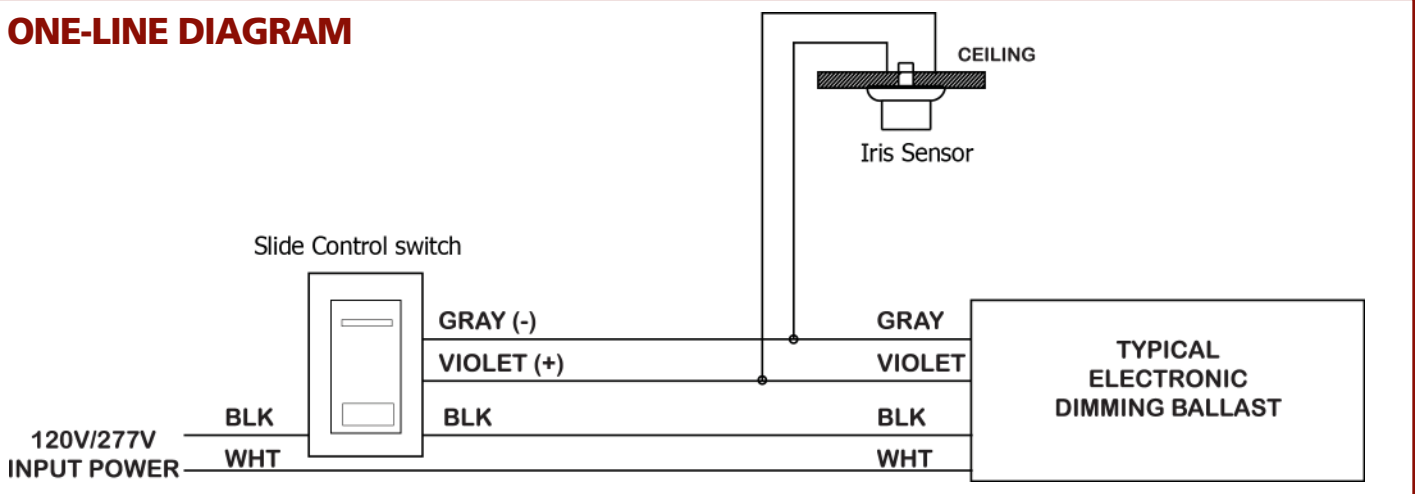 ONE-LINE DIAGRAM
CEILING
Iris Sensor
Slide Control switch
GRAY (-)
GRAY
VIOLET (+)
VIOLET
BLK
BLK
BLK
WHT
WHT
120V/277V
INPUT POWER
TYPICAL
ELECTRONIC
DIMMING BALLAST